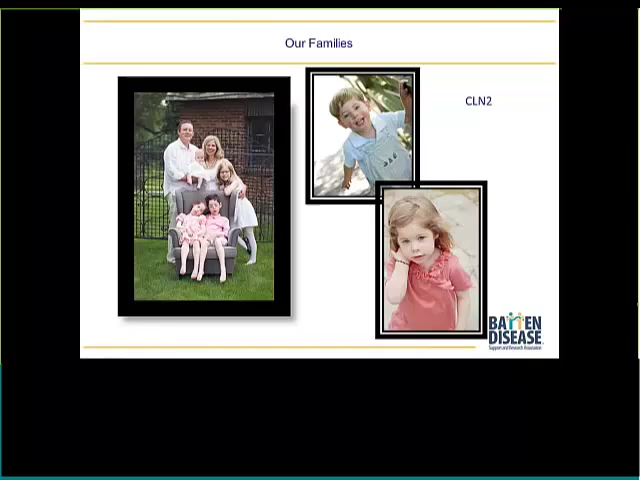 Our Families
CLN2
BATTEN
DISEASE
Support and Research Association